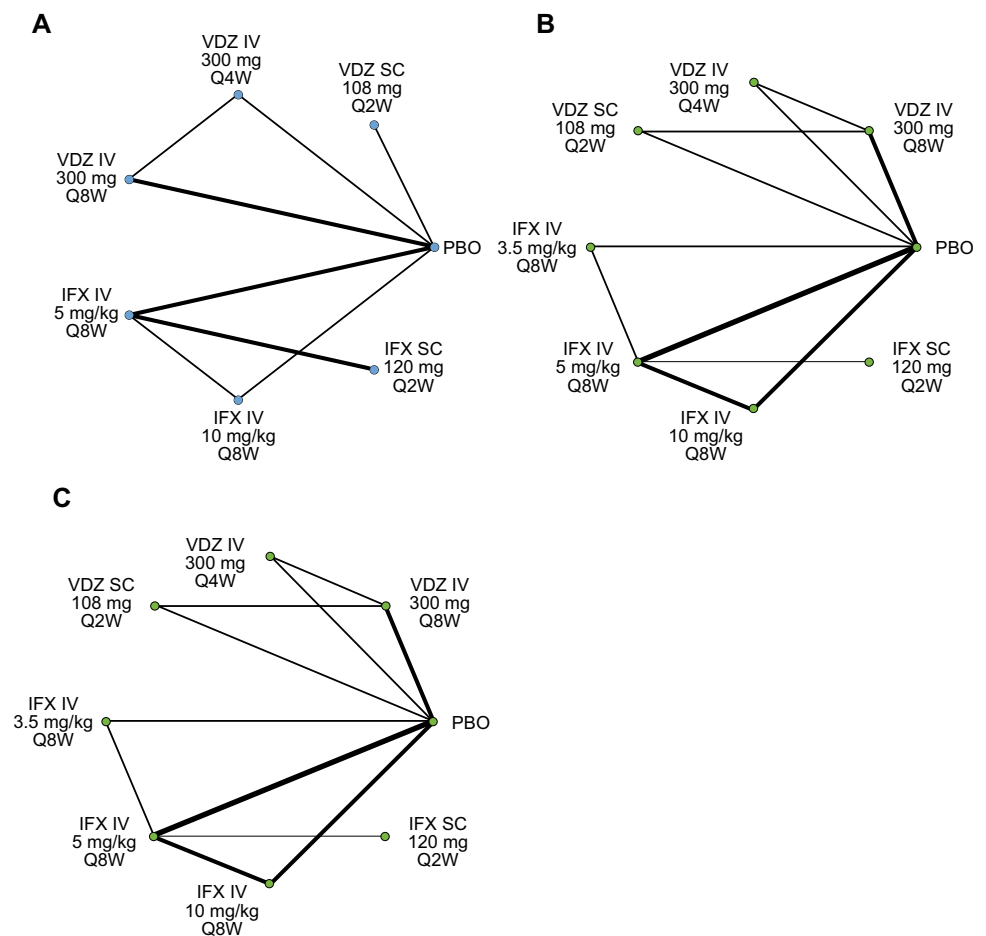 A
VDZ IV
300 mg
Q4W
VDZ SC
108 mg
Q2W
VDZ IV
300 mg
Q8W
PBO
IFX IV
5 mg/kg
Q8W
IFX SC
120 mg
Q2W
IFX IV
10 mg/kg
Q8W
B
VDZ IV
300 mg
Q4W
VDZ SC
108 mg
Q2W
VDZ IV
300 mg
Q8W
IFX IV
3.5 mg/kg
Q8W
PBO
IFX IV
5 mg/kg
Q8W
IFX SC
120 mg
Q2W
IFX IV
10 mg/kg
Q8W
C
VDZ IV
300 mg
Q4W
VDZ SC
108 mg
Q2W
VDZ IV
300 mg
Q8W
IFX IV
3.5 mg/kg
Q8W
PBO
IFX IV
5 mg/kg
Q8W
IFX SC
120 mg
Q2W
IFX IV
10 mg/kg
Q8W